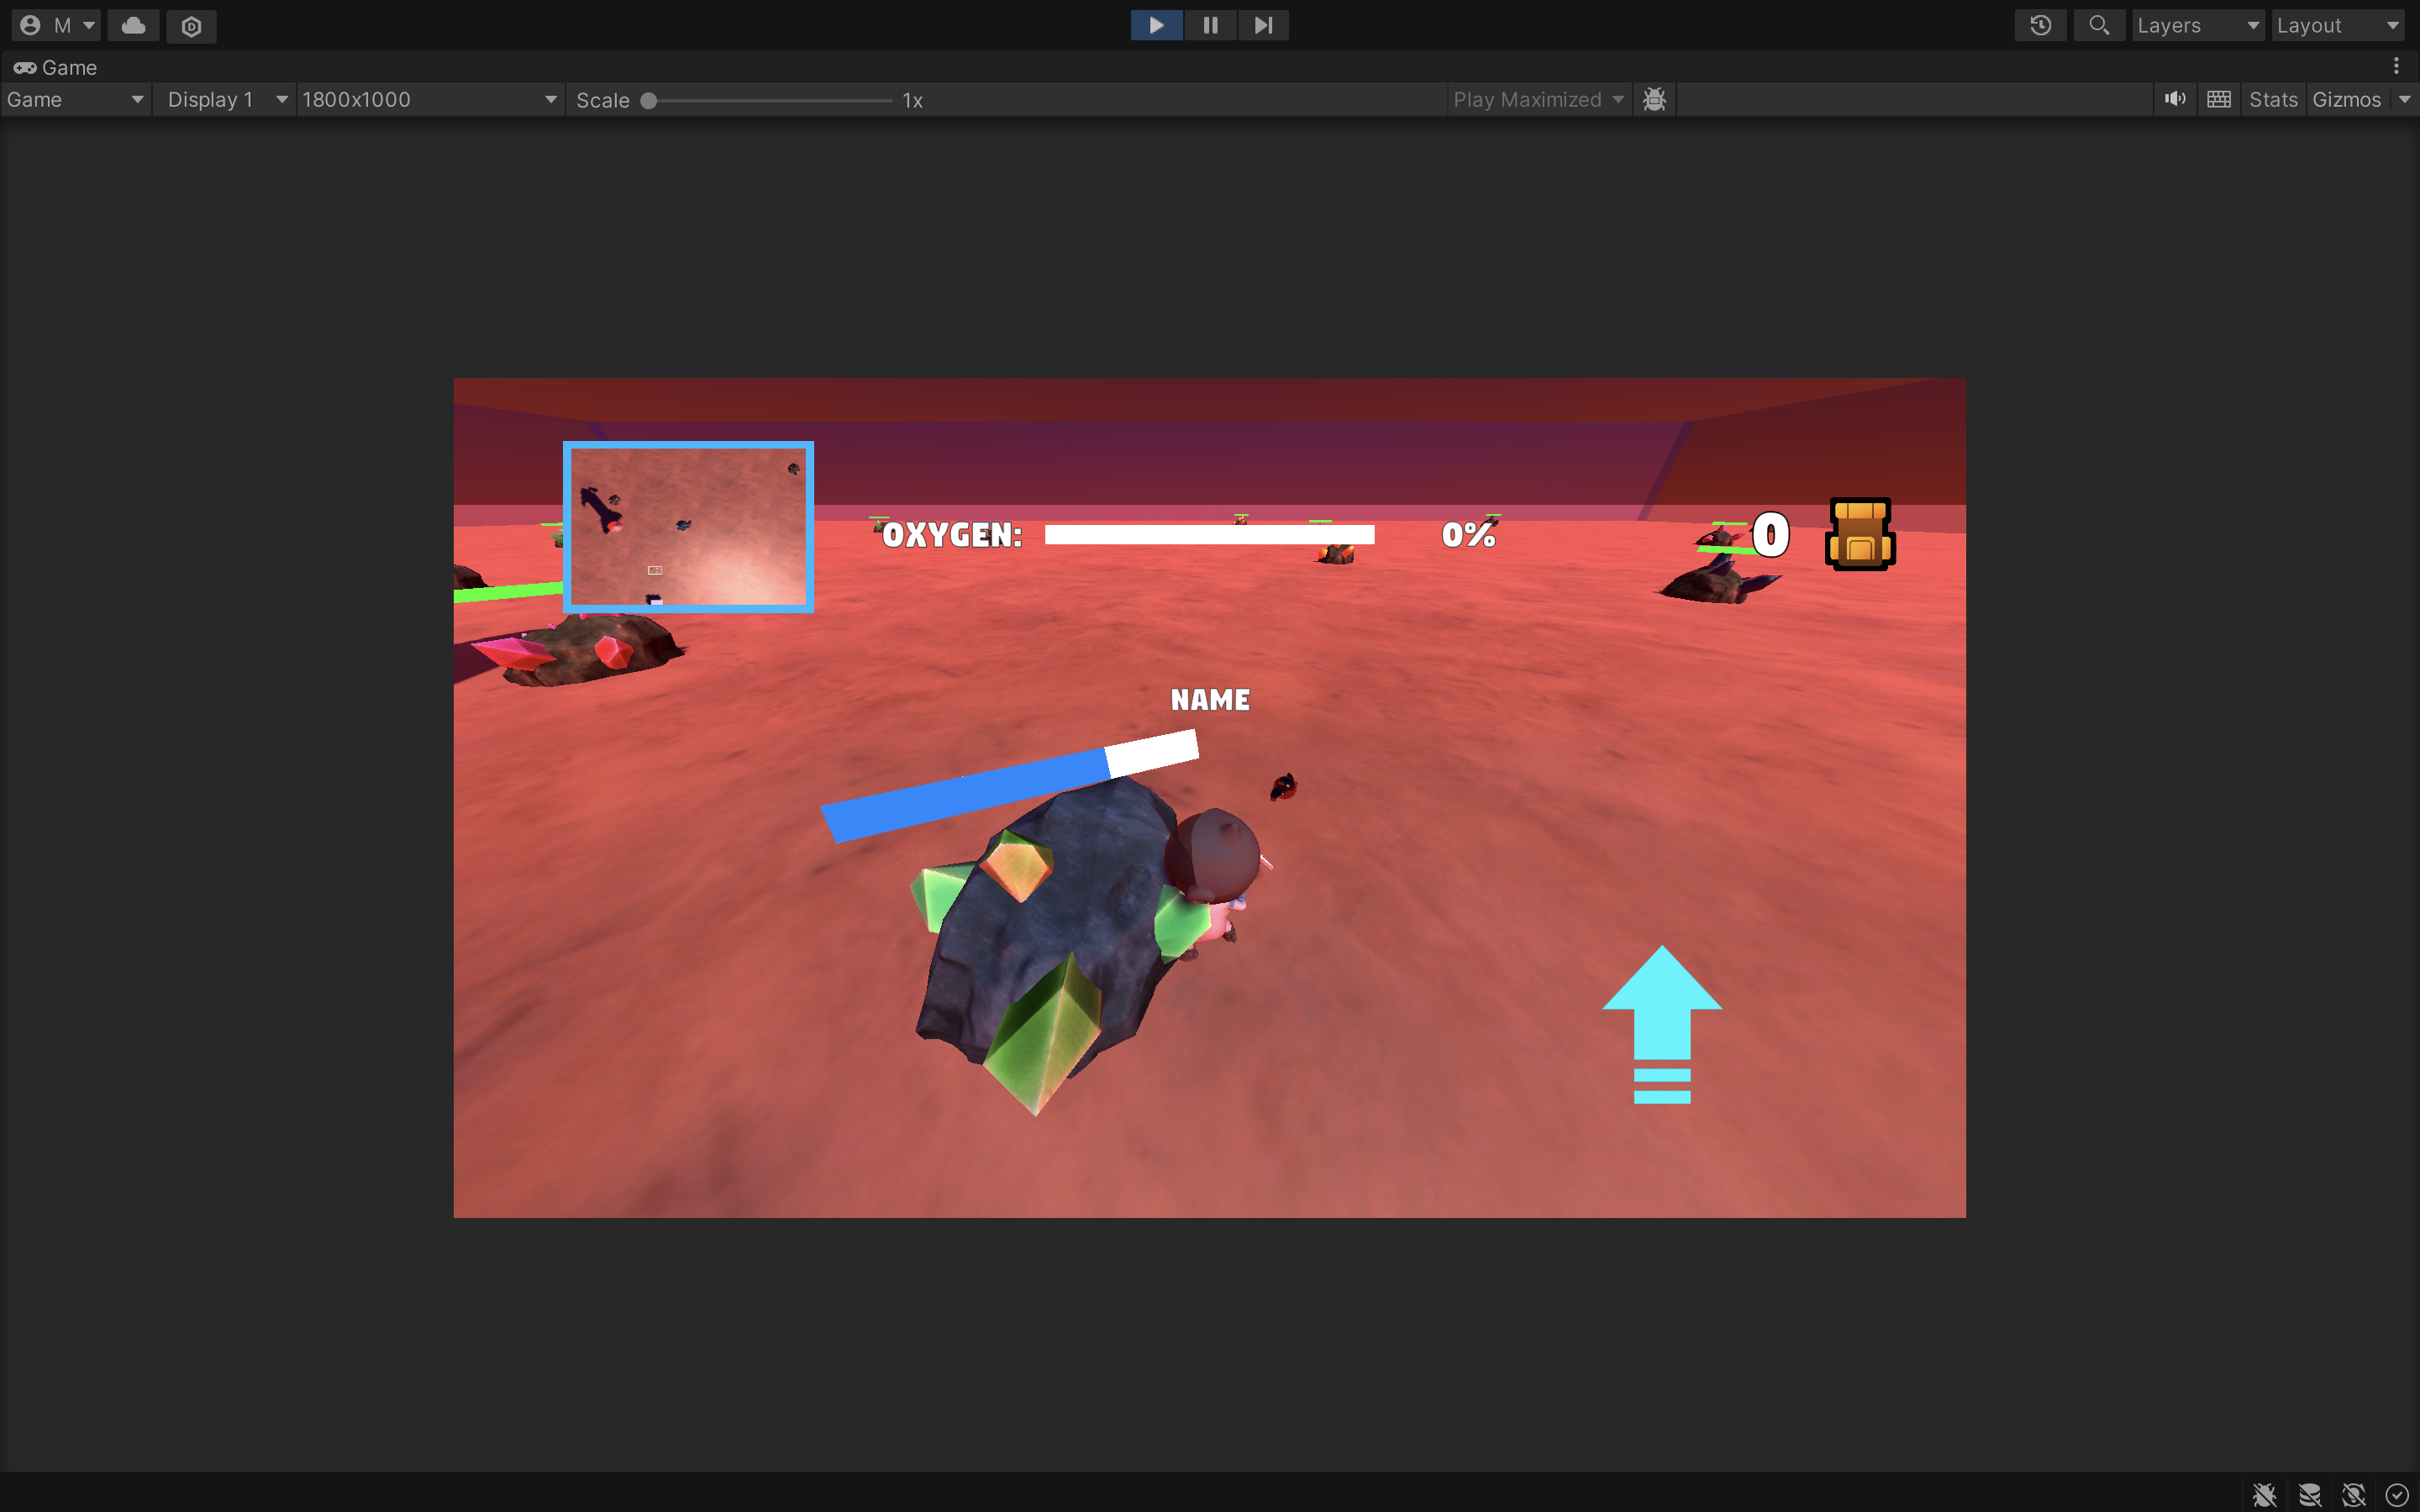 M
Layers
Layout
Game
Game
Display 1
1800x1000
Scale
1x
Play Maximized
Stats
Gizmos
OXYGEN:
0%
0
NAME